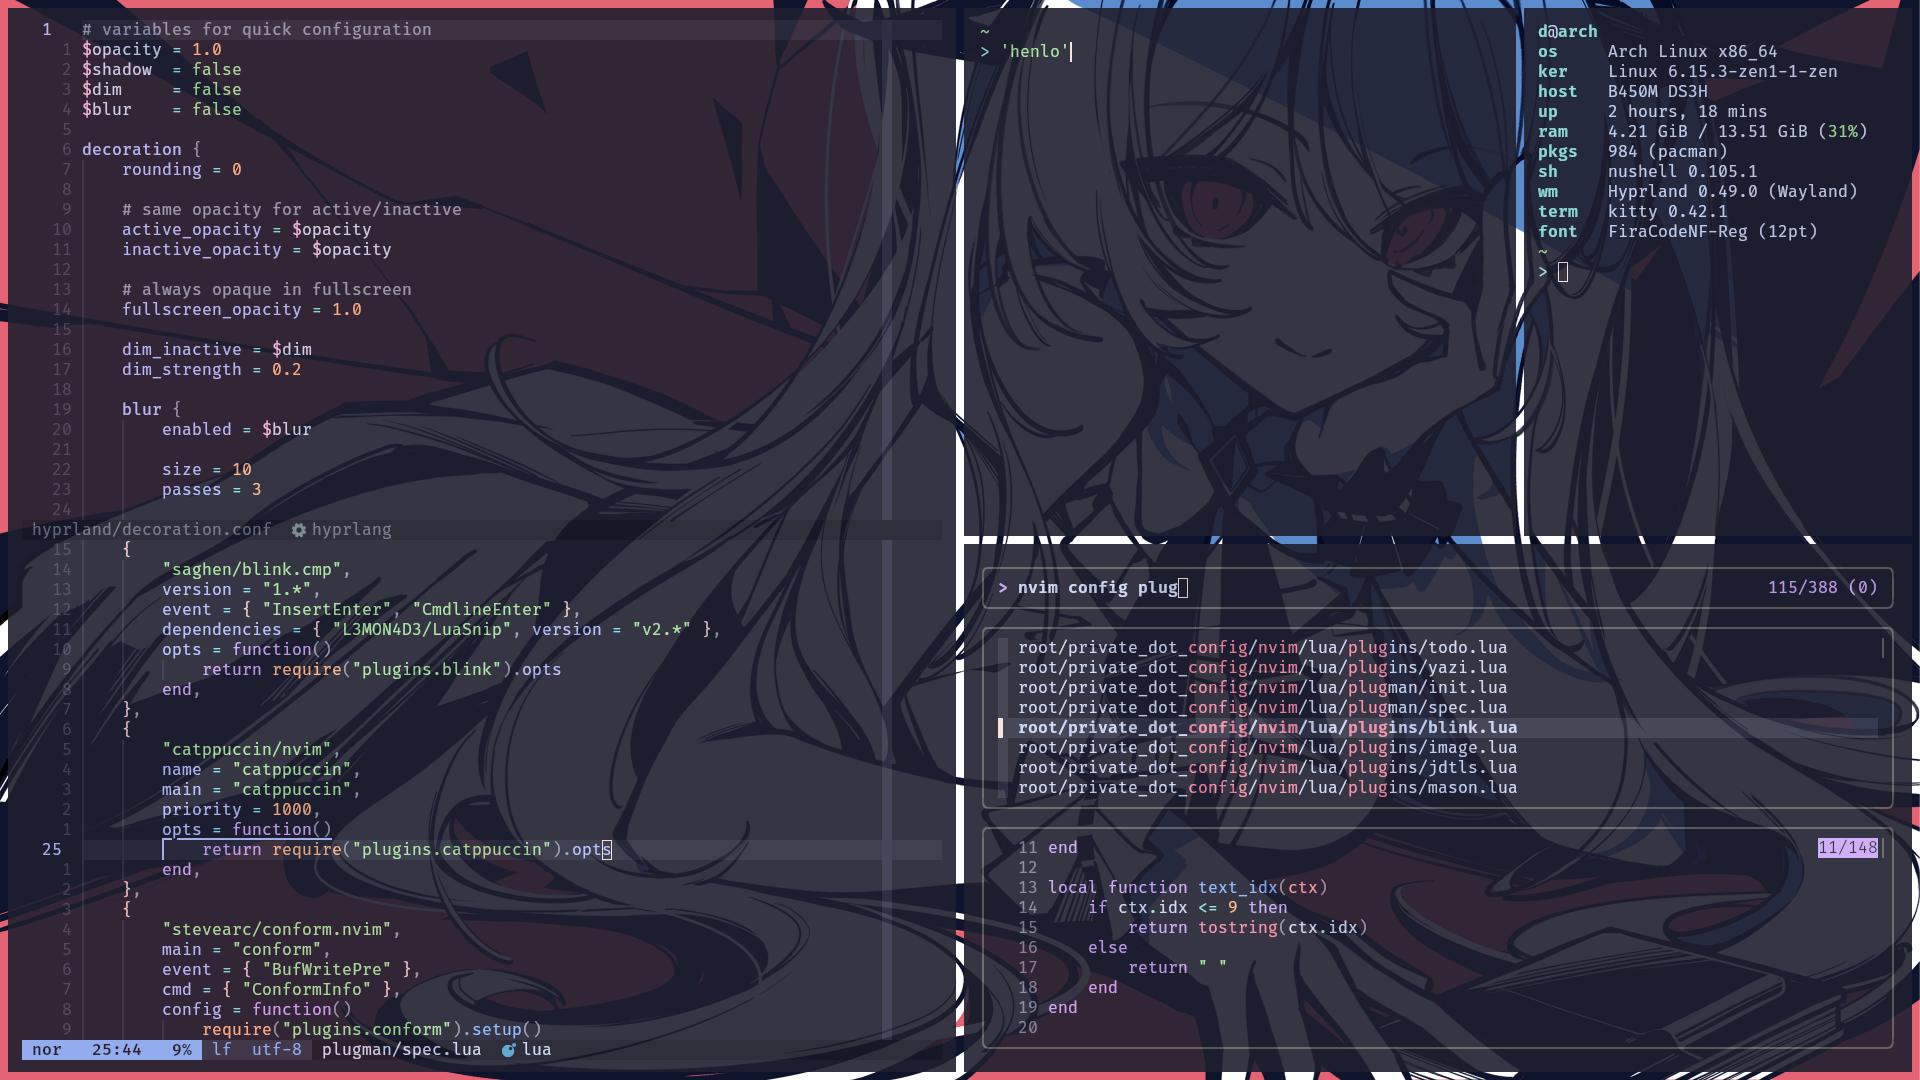 1 # variables for quick configuration
1 $opacity = 1.0
2 $shadow  = false
3 $dim     = false
4 $blur    = false
5
6 decoration {
7     rounding = 0
8
9     # same opacity for active/inactive
10     active_opacity = $opacity
11     inactive_opacity = $opacity
12
13     # always opaque in fullscreen
14     fullscreen_opacity = 1.0
15
16     dim_inactive = $dim
17     dim_strength = 0.2
18
19     blur {
20         enabled = $blur
21
22         size = 10
23         passes = 3
24
hyprland/decoration.conf hyprlang
15     {
14         "saghen/blink.cmp",
13         version = "1.*",
12         event = { "InsertEnter", "CmdlineEnter" },
11         dependencies = { "L3MON4D3/LuaSnip", version = "v2.*" },
10         opts = function()
9             return require("plugins.blink").opts
8         end,
7     },
6     {
5         "catppuccin/nvim",
4         name = "catppuccin",
3         main = "catppuccin",
2         priority = 1000,
1         opts = function()
25             return require("plugins.catppuccin").opts
1         end,
2     },
3     {
4         "stevearc/conform.nvim",
5         main = "conform",
6         event = { "BufWritePre" },
7         cmd = { "ConformInfo" },
8         config = function()
9             require("plugins.conform").setup()
nor 25:44 9% lf utf-8 plugman/spec.lua lua
~
> 'henlo'
d@arch
os Arch Linux x86_64
ker Linux 6.15.3-zen1-1-zen
host B450M DS3H
up 2 hours, 18 mins
ram 4.21 GiB / 13.51 GiB (31%)
pkgs 984 (pacman)
sh nushell 0.105.1
wm Hyprland 0.49.0 (Wayland)
term kitty 0.42.1
font FiraCodeNF-Reg (12pt)
~
>
> nvim config plug 115/388 (0)
root/private_dot_config/nvim/lua/plugins/todo.lua
root/private_dot_config/nvim/lua/plugins/yazi.lua
root/private_dot_config/nvim/lua/plugman/init.lua
root/private_dot_config/nvim/lua/plugman/spec.lua
root/private_dot_config/nvim/lua/plugins/blink.lua
root/private_dot_config/nvim/lua/plugins/image.lua
root/private_dot_config/nvim/lua/plugins/jdtls.lua
root/private_dot_config/nvim/lua/plugins/mason.lua
11 end 11/148
12
13 local function text_idx(ctx)
14     if ctx.idx <= 9 then
15         return tostring(ctx.idx)
16     else
17         return " "
18     end
19 end
20